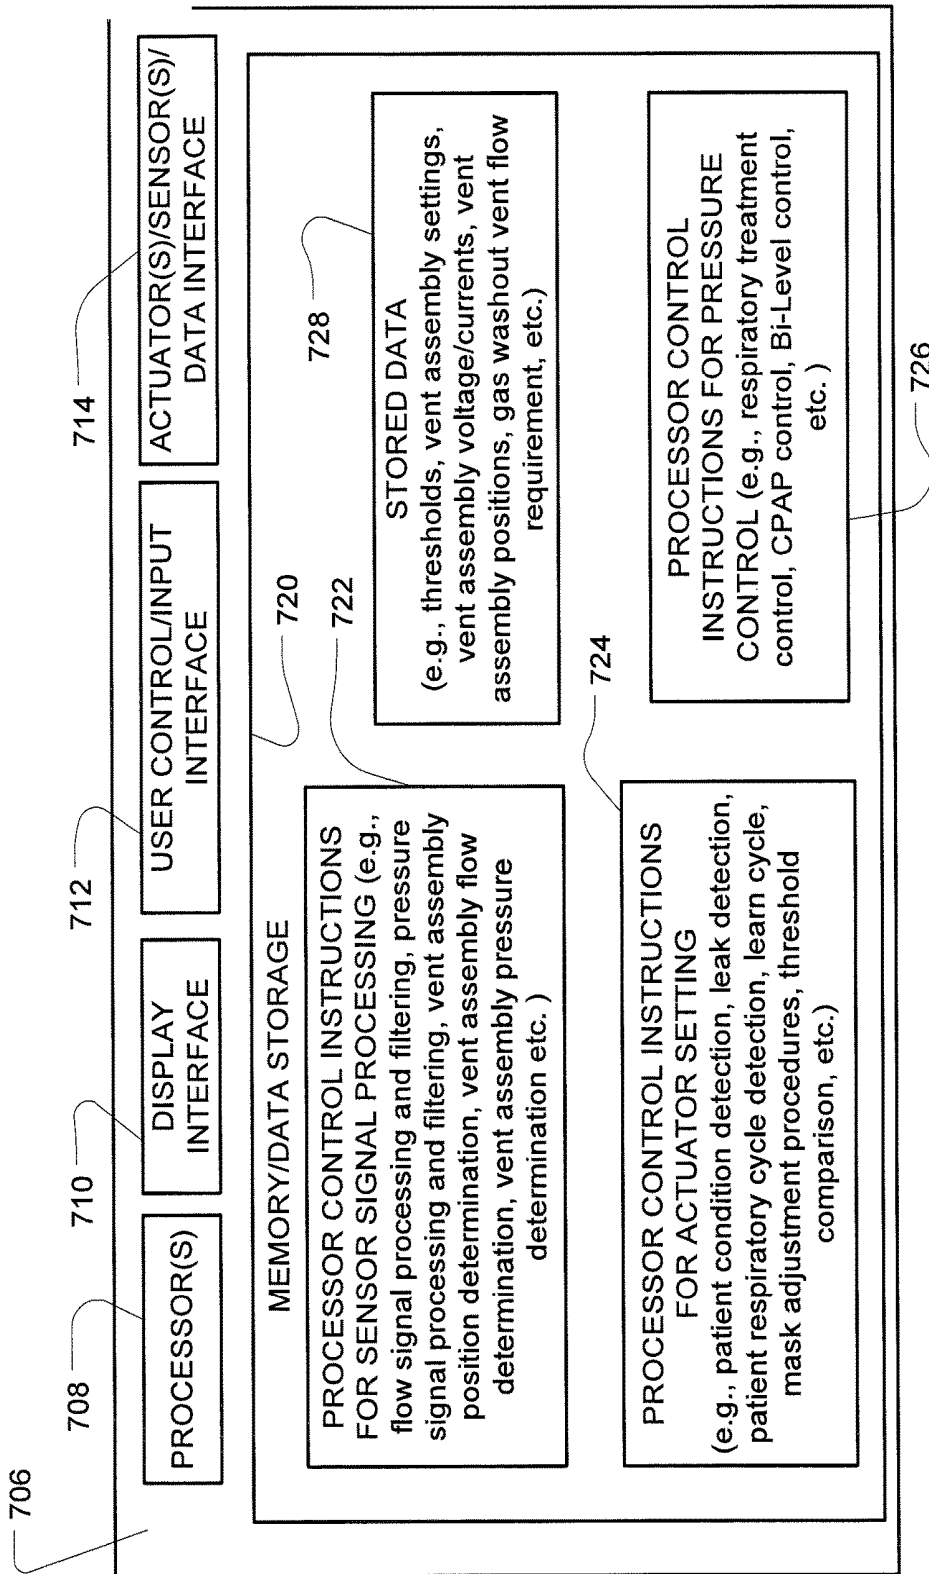 706
708
PROCESSOR(S)
710
DISPLAY
INTERFACE
712
USER CONTROL/INPUT
INTERFACE
714
ACTUATOR(S)/SENSOR(S)/
DATA INTERFACE
MEMORY/DATA STORAGE
720
722
PROCESSOR CONTROL INSTRUCTIONS
FOR SENSOR SIGNAL PROCESSING (e.g.,
flow signal processing and filtering, pressure
signal processing and filtering, vent assembly
position determination, vent assembly flow
determination, vent assembly pressure
determination etc. )
728
STORED DATA
(e.g., thresholds, vent assembly settings,
vent assembly voltage/currents, vent
assembly positions, gas washout vent flow
requirement, etc.)
724
PROCESSOR CONTROL INSTRUCTIONS
FOR ACTUATOR SETTING
(e.g., patient condition detection, leak detection,
patient respiratory cycle detection, learn cycle,
mask adjustment procedures, threshold
comparison, etc.)
PROCESSOR CONTROL
INSTRUCTIONS FOR PRESSURE
CONTROL (e.g., respiratory treatment
control, CPAP control, Bi-Level control,
etc. )
726